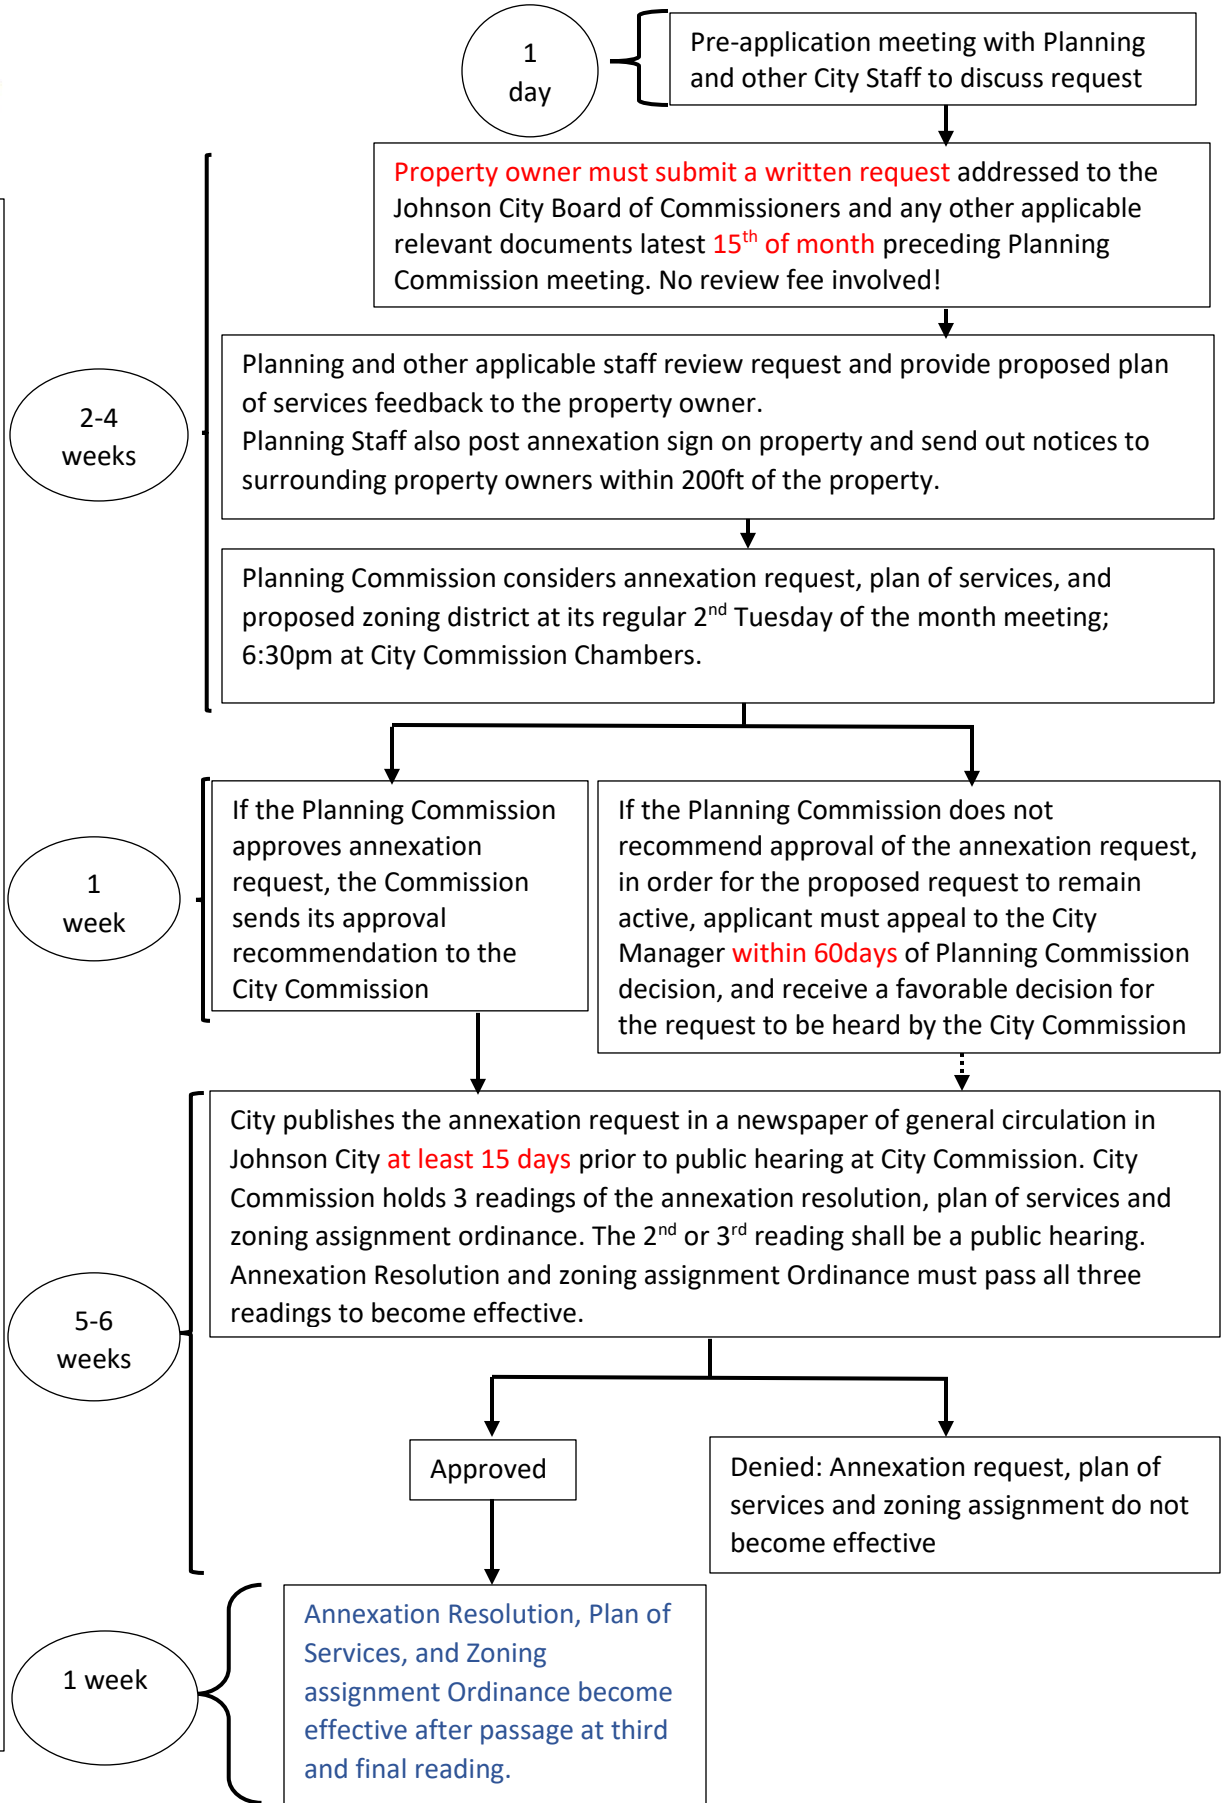 1
day
Pre-application meeting with Planning
and other City Staff to discuss request
Property owner must submit a written request addressed to the
Johnson City Board of Commissioners and any other applicable
relevant documents latest 15th of month preceding Planning
Commission meeting. No review fee involved!
2-4
weeks
Planning and other applicable staff review request and provide proposed plan
of services feedback to the property owner.
Planning Staff also post annexation sign on property and send out notices to
surrounding property owners within 200ft of the property.
Planning Commission considers annexation request, plan of services, and
proposed zoning district at its regular 2nd Tuesday of the month meeting;
6:30pm at City Commission Chambers.
1
week
If the Planning Commission
approves annexation
request, the Commission
sends its approval
recommendation to the
City Commission
If the Planning Commission does not
recommend approval of the annexation request,
in order for the proposed request to remain
active, applicant must appeal to the City
Manager within 60days of Planning Commission
decision, and receive a favorable decision for
the request to be heard by the City Commission
5-6
weeks
City publishes the annexation request in a newspaper of general circulation in
Johnson City at least 15 days prior to public hearing at City Commission. City
Commission holds 3 readings of the annexation resolution, plan of services and
zoning assignment ordinance. The 2nd or 3rd reading shall be a public hearing.
Annexation Resolution and zoning assignment Ordinance must pass all three
readings to become effective.
Approved
Denied: Annexation request, plan of
services and zoning assignment do not
become effective
1 week
Annexation Resolution, Plan of
Services, and Zoning
assignment Ordinance become
effective after passage at third
and final reading.